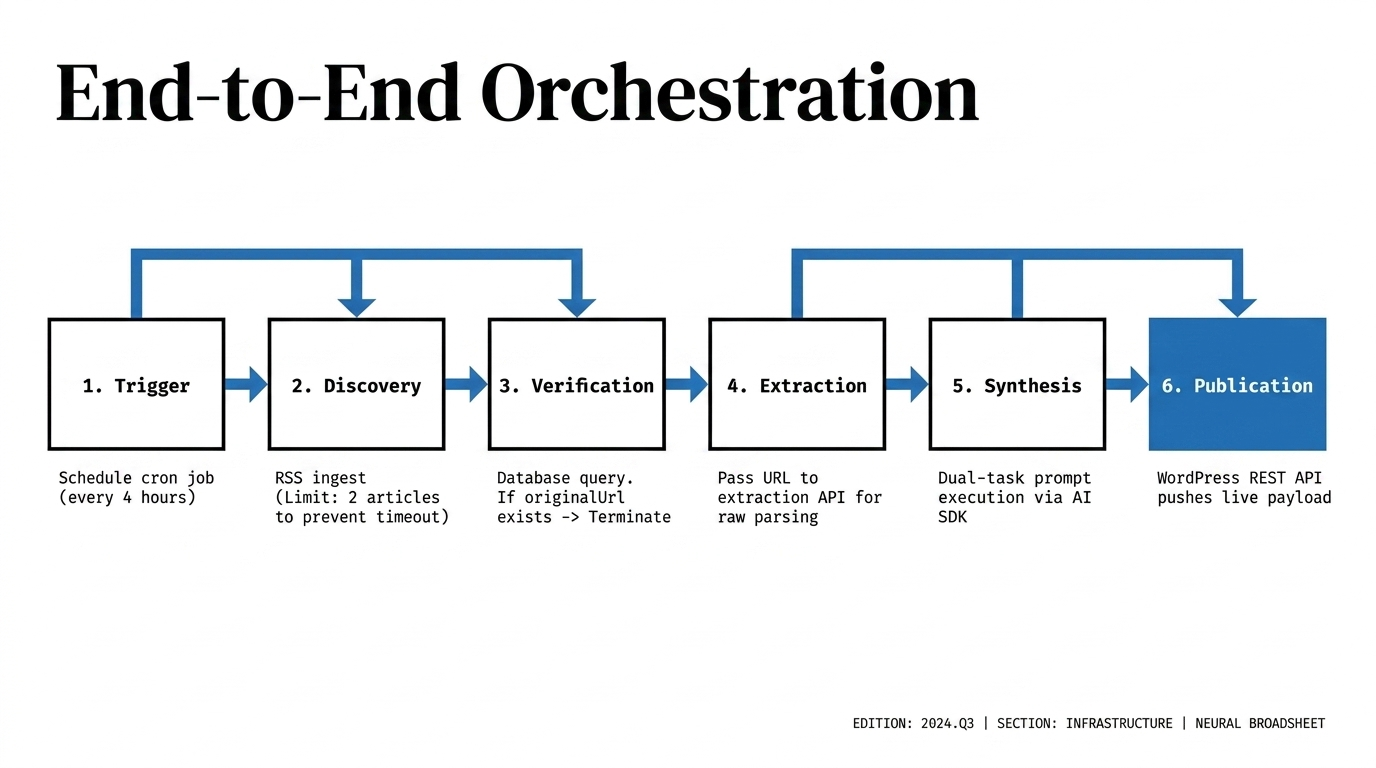 End-to-End Orchestration
1. Trigger
2. Discovery
3. Verification
4. Extraction
5. Synthesis
6. Publication
Schedule cron job
(every 4 hours)
RSS ingest
(Limit: 2 articles
to prevent timeout)
Database query.
If originalUrl
exists -> Terminate
Pass URL to
extraction API for
raw parsing
Dual-task prompt
execution via AI
SDK
WordPress REST API
pushes live payload
EDITION: 2024.Q3 | SECTION: INFRASTRUCTURE | NEURAL BROADSHEET